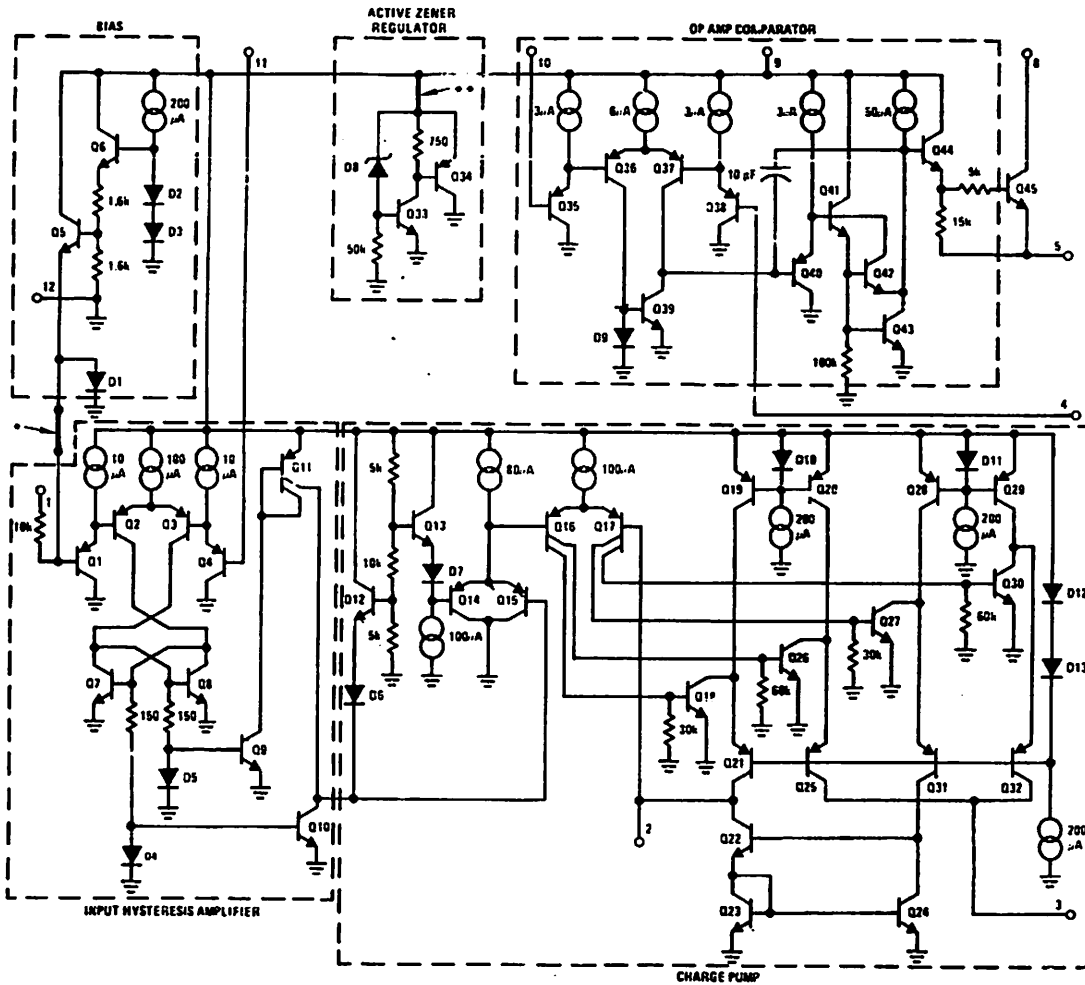 BIAS
ACTIVE ZENER
REGULATOR
OP AMP COMPARATOR
11
10
9
8
200
µA
3µA
6µA
3µA
3µA
50µA
Q6
D8
750
Q34
Q36
Q37
10 pF
Q41
Q44
5k
Q45
1.6k
D2
Q33
Q35
Q38
Q5
D3
15k
1.6k
50k
Q40
Q42
5
12
D9
Q39
Q43
D1
4
10
µA
100
µA
10
µA
Q11
5k
80µA
100µA
D10
D11
1
Q19
Q20
Q28
Q29
Q2
Q3
Q13
Q16
Q17
200
µA
200
µA
Q1
Q4
10k
D7
Q30
D12
Q12
Q14
Q15
60k
5k
100µA
Q27
D13
Q7
Q8
Q26
30k
D6
150
150
30k
Q9
D5
Q21
Q25
Q31
Q32
Q10
2
Q22
200
µA
D4
Q23
3
INPUT HYSTERESIS AMPLIFIER
CHARGE PUMP